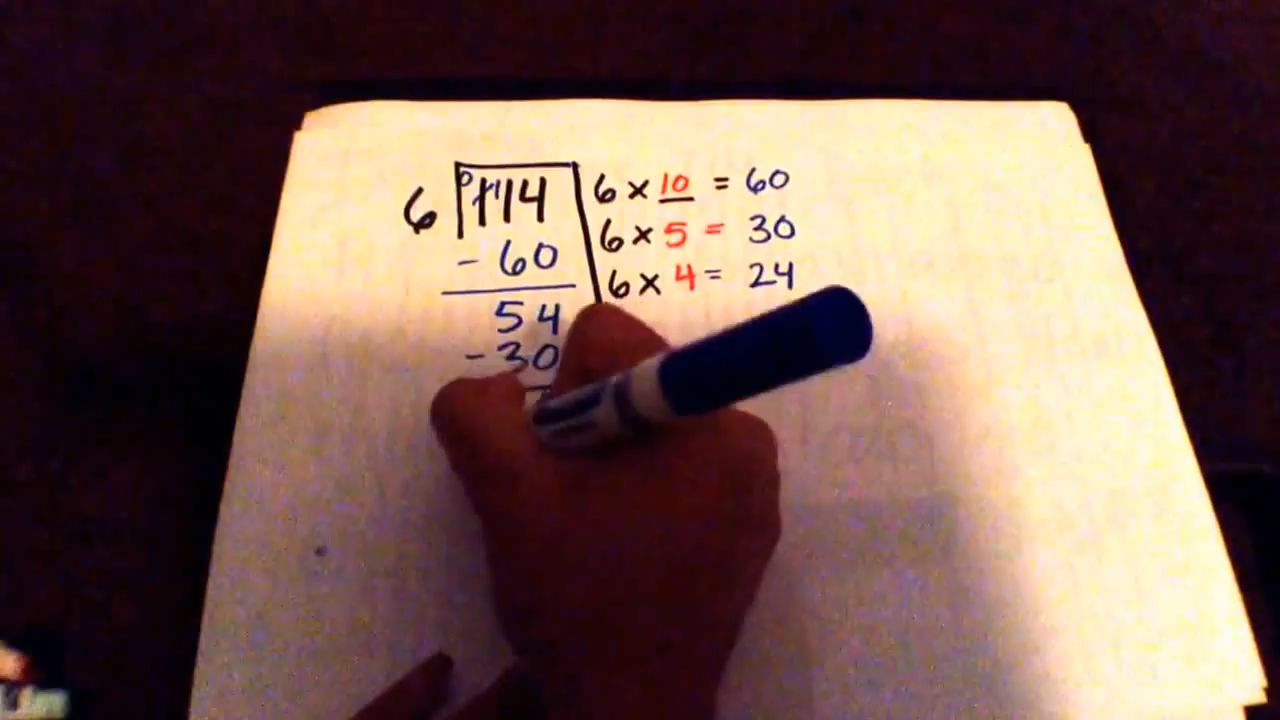 6 114 6 × 10 = 60
- 60 6 × 5 = 30
54 6 × 4 = 24
- 30